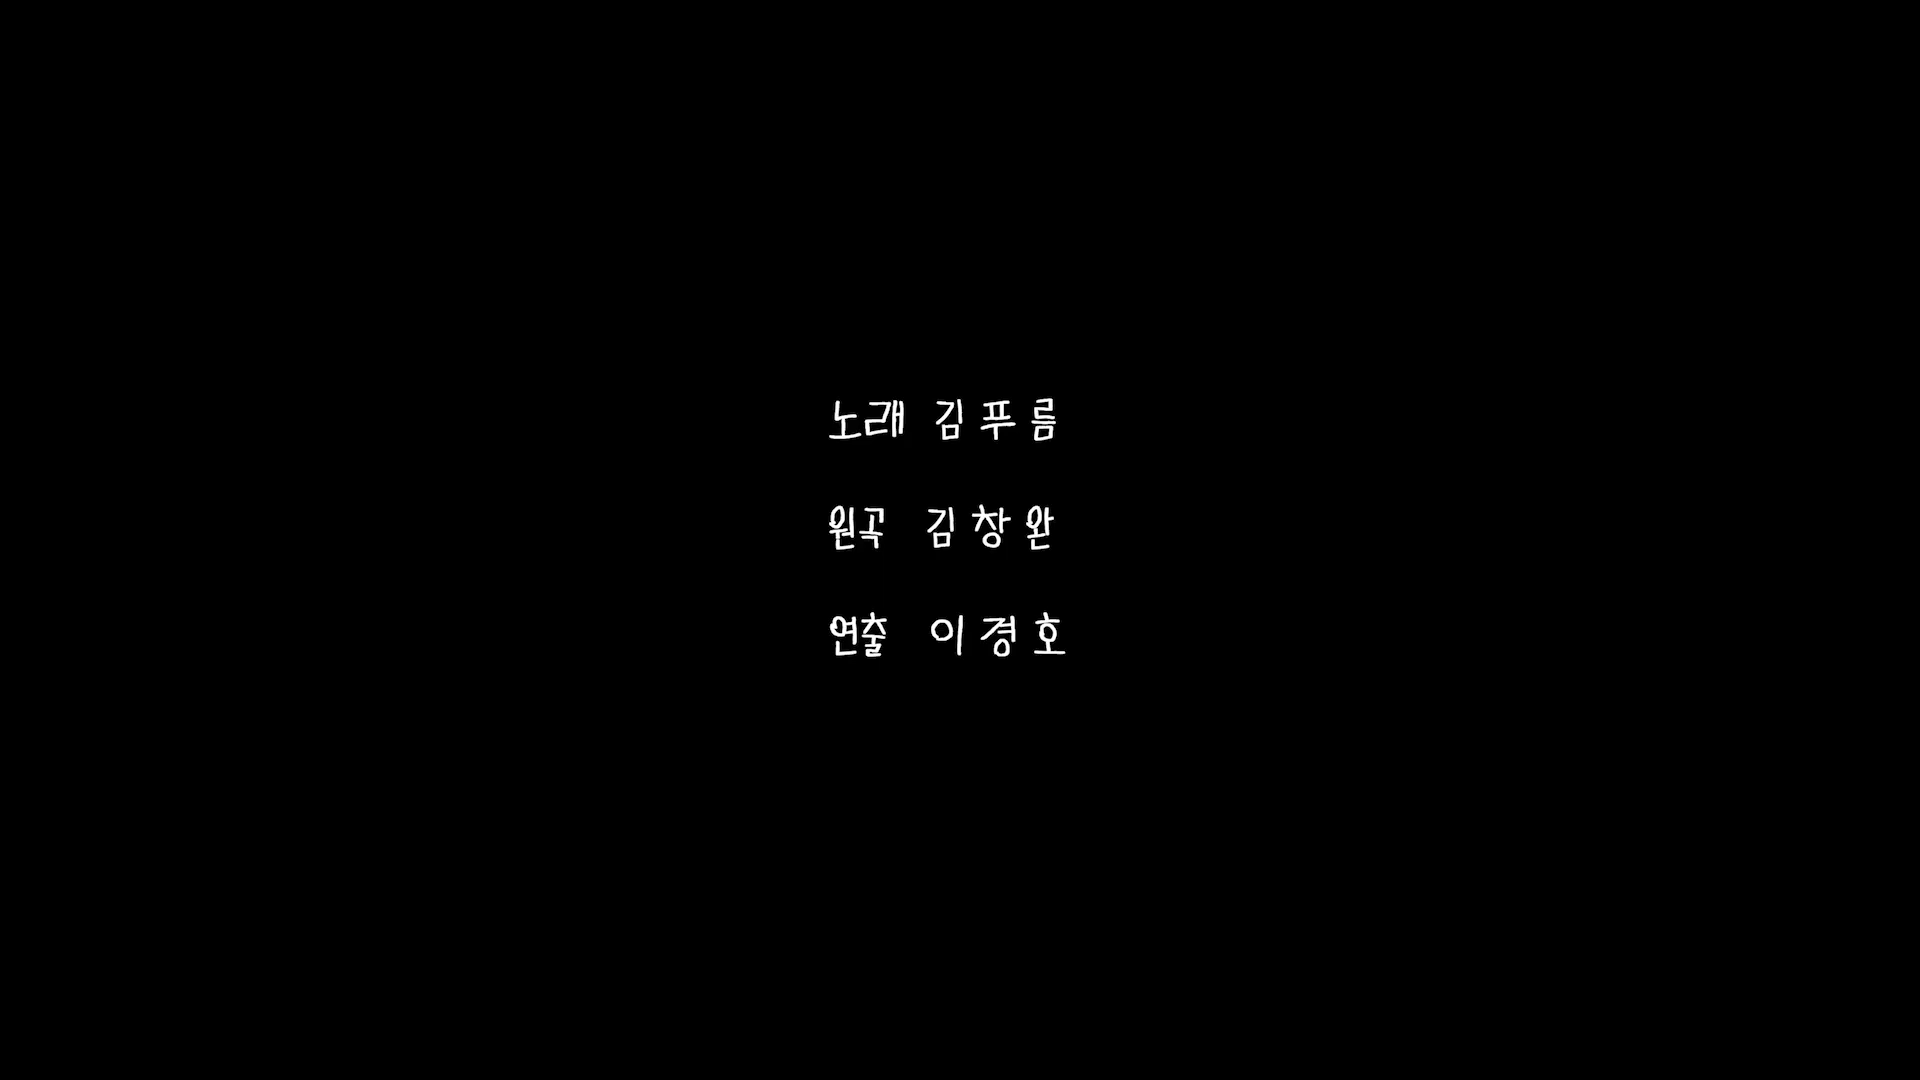 노래 김푸름
원곡 김창완
연출 이경호